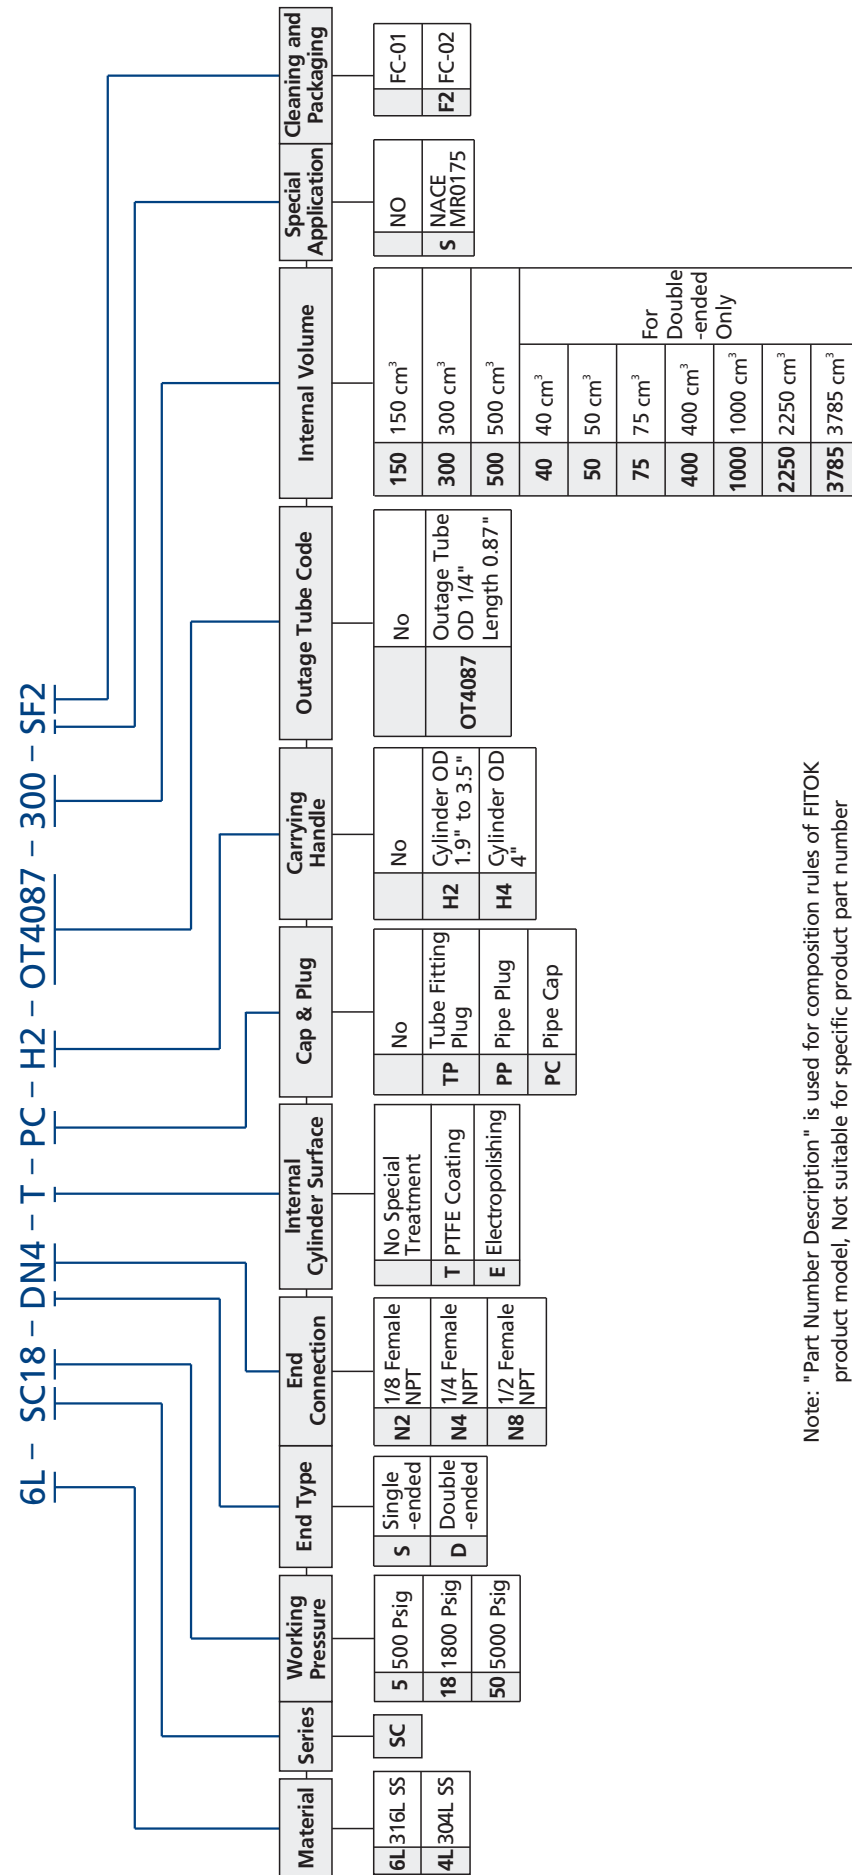 6L – SC18 – DN4 – T – PC – H2 – OT4087 – 300 – SF2
Material
6L 316L SS
4L 304L SS
Series
SC
Working
Pressure
5 500 Psig
18 1800 Psig
50 5000 Psig
End Type
S Single
-ended
D Double
-ended
End
Connection
N2 1/8 Female
NPT
N4 1/4 Female
NPT
N8 1/2 Female
NPT
Internal
Cylinder Surface
No Special
Treatment
T PTFE Coating
E Electropolishing
Cap & Plug
No
TP Tube Fitting
Plug
PP Pipe Plug
PC Pipe Cap
Carrying
Handle
No
H2 Cylinder OD
1.9" to 3.5"
H4 Cylinder OD
4"
Outage Tube Code
No
OT4087 Outage Tube
OD 1/4"
Length 0.87"
Internal Volume
150 150 cm³
300 300 cm³
500 500 cm³
40 40 cm³
50 50 cm³
75 75 cm³
400 400 cm³
1000 1000 cm³
2250 2250 cm³
3785 3785 cm³
For
Double
-ended
Only
Special
Application
NO
S NACE
MR0175
Cleaning and
Packaging
FC-01
F2 FC-02
Note: "Part Number Description" is used for composition rules of FITOK
product model, Not suitable for specific product part number